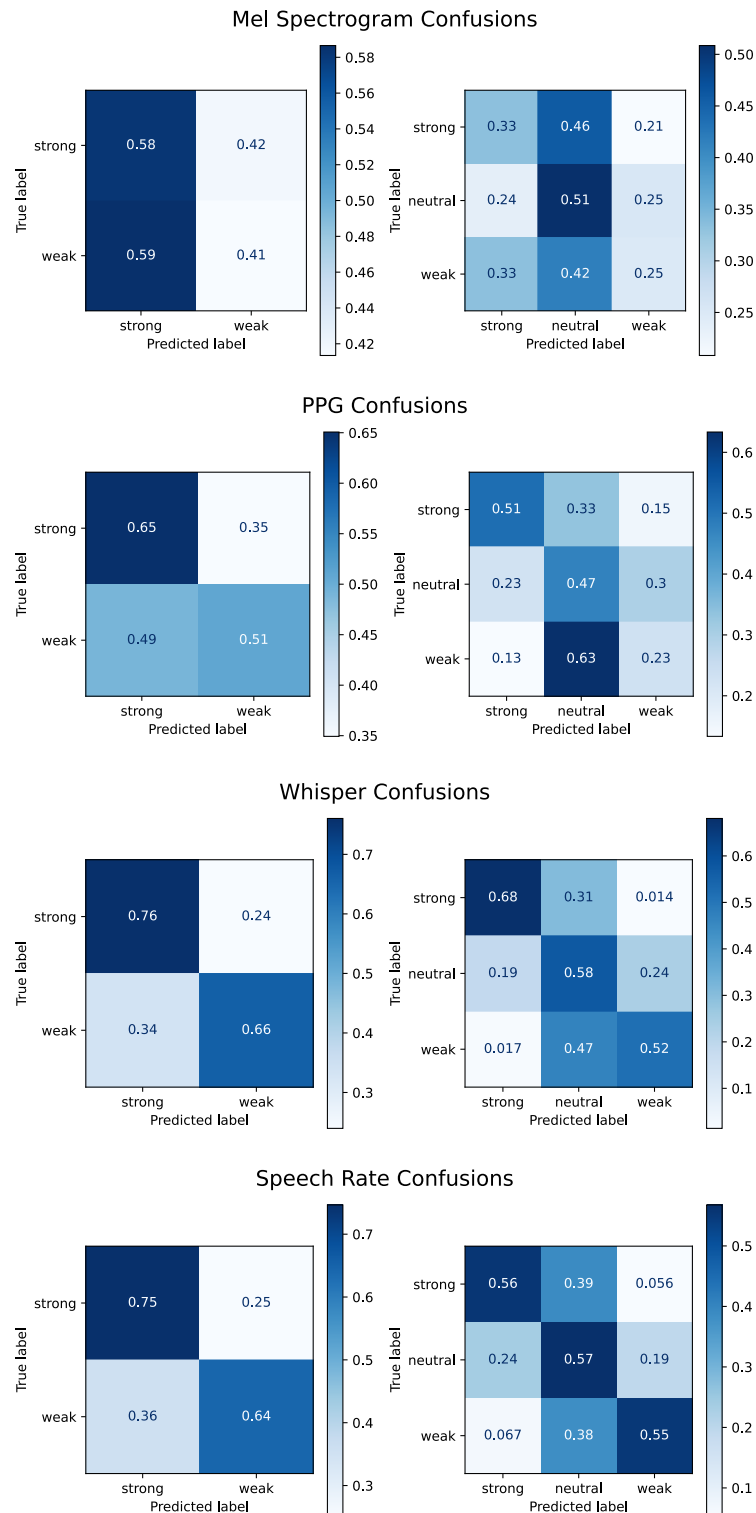 Mel Spectrogram Confusions
0.58
0.56
0.54
0.52
0.50
0.48
0.46
0.44
0.42
True label
strong
weak
0.58 0.42
0.59 0.41
strong weak
Predicted label
0.50
0.45
0.40
0.35
0.30
0.25
True label
strong
neutral
weak
0.33 0.46 0.21
0.24 0.51 0.25
0.33 0.42 0.25
strong neutral weak
Predicted label
PPG Confusions
0.65
0.60
0.55
0.50
0.45
0.40
0.35
True label
strong
weak
0.65 0.35
0.49 0.51
strong weak
Predicted label
0.6
0.5
0.4
0.3
0.2
True label
strong
neutral
weak
0.51 0.33 0.15
0.23 0.47 0.3
0.13 0.63 0.23
strong neutral weak
Predicted label
Whisper Confusions
0.7
0.6
0.5
0.4
0.3
True label
strong
weak
0.76 0.24
0.34 0.66
strong weak
Predicted label
0.6
0.5
0.4
0.3
0.2
0.1
True label
strong
neutral
weak
0.68 0.31 0.014
0.19 0.58 0.24
0.017 0.47 0.52
strong neutral weak
Predicted label
Speech Rate Confusions
0.7
0.6
0.5
0.4
0.3
True label
strong
weak
0.75 0.25
0.36 0.64
strong weak
Predicted label
0.5
0.4
0.3
0.2
0.1
True label
strong
neutral
weak
0.56 0.39 0.056
0.24 0.57 0.19
0.067 0.38 0.55
strong neutral weak
Predicted label